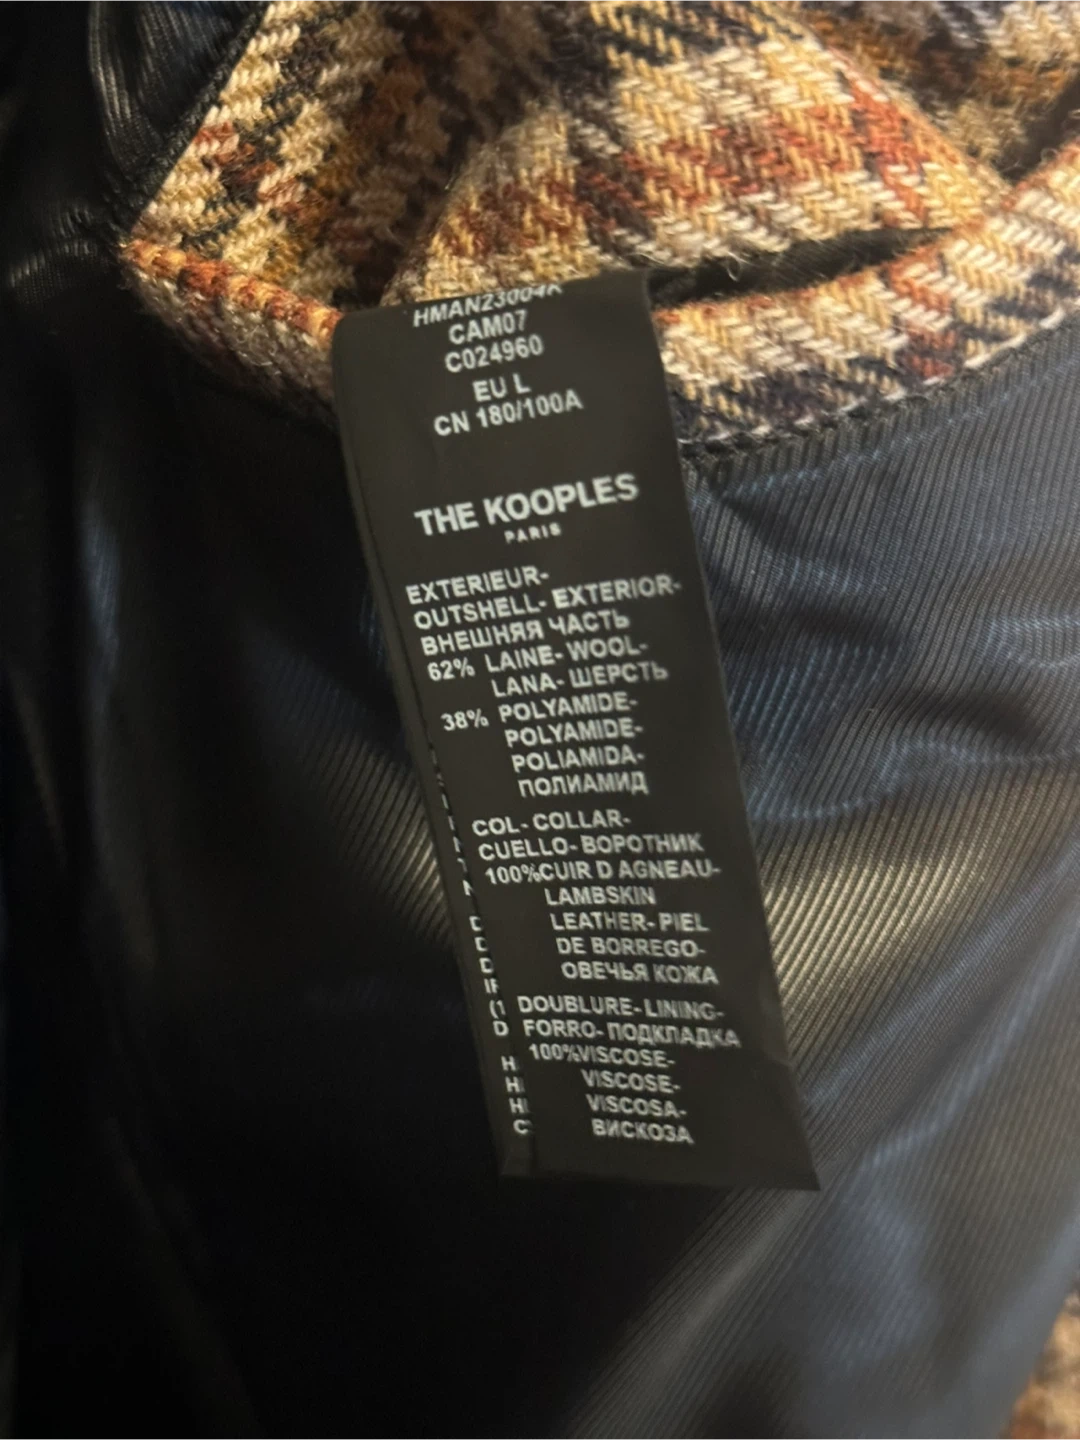 HMAN23004K
CAM07
C024960
EU L
CN 180/100A
THE KOOPLES
PARIS
EXTERIEUR-
OUTSHELL- EXTERIOR-
ВНЕШНЯЯ ЧАСТЬ
62% LAINE- WOOL-
LANA- ШЕРСТЬ
38% POLYAMIDE-
POLYAMIDE-
POLIAMIDA-
ПОЛИАМИД
COL- COLLAR-
CUELLO- ВОРОТНИК
100%CUIR D AGNEAU-
LAMBSKIN
LEATHER- PIEL
DE BORREGO-
ОВЕЧЬЯ КОЖА
DOUBLURE- LINING-
FORRO- ПОДКЛАДКА
100%VISCOSE-
VISCOSE-
VISCOSA-
ВИСКОЗА